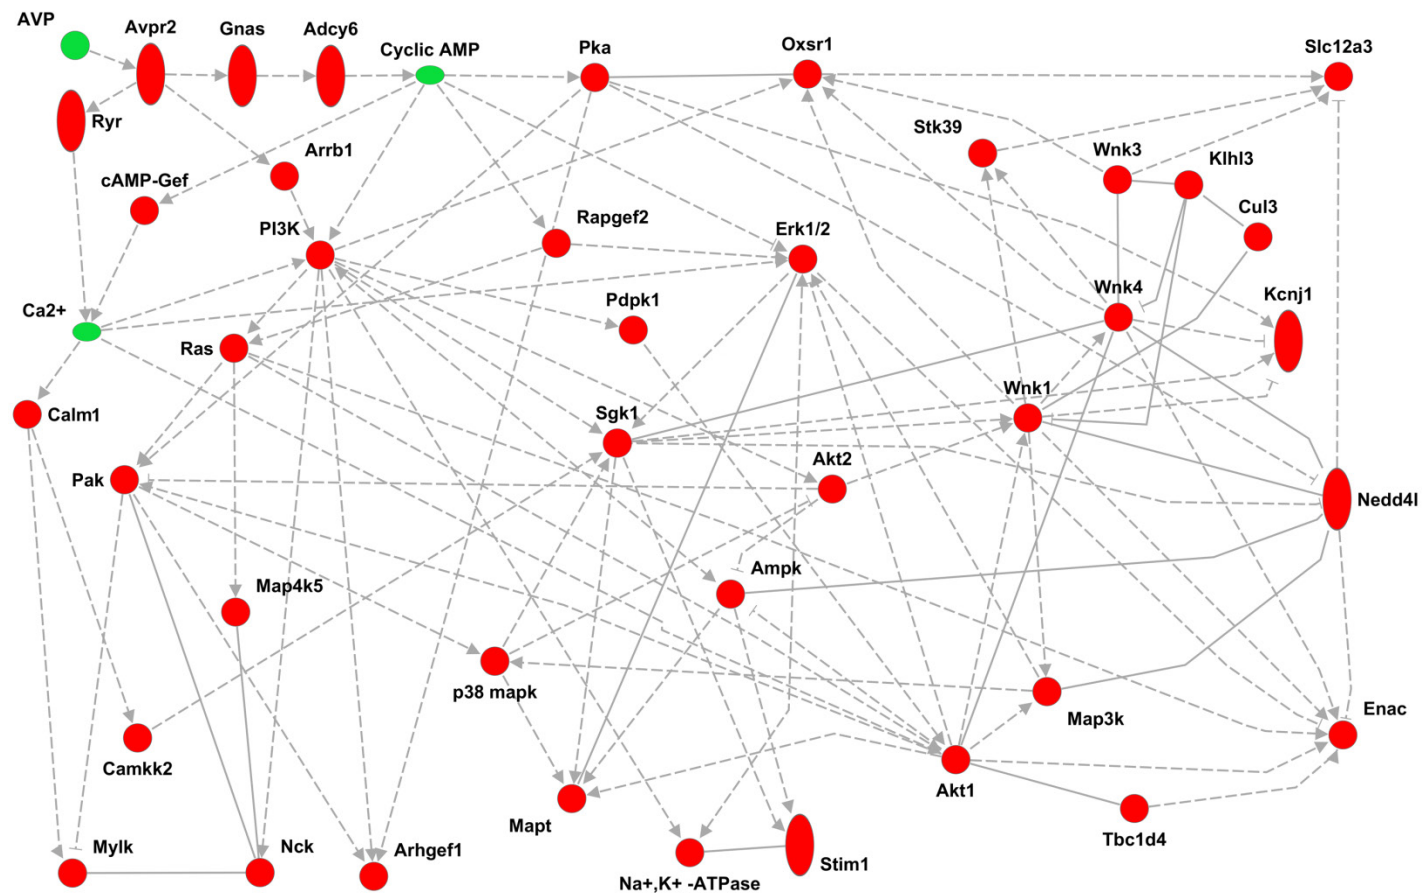 AVP
Avpr2
Gnas
Adcy6
Cyclic AMP
Pka
Oxsr1
Slc12a3
Ryr
Stk39
Wnk3
Klhl3
Arrb1
cAMP-Gef
Cul3
PI3K
Rapgef2
Erk1/2
Ca2+
Pdpk1
Wnk4
Kcnj1
Ras
Calm1
Sgk1
Wnk1
Pak
Akt2
Nedd4l
Map4k5
Ampk
p38 mapk
Map3k
Enac
Camkk2
Akt1
Mapt
Tbc1d4
Mylk
Nck
Arhgef1
Na+,K+ -ATPase
Stim1